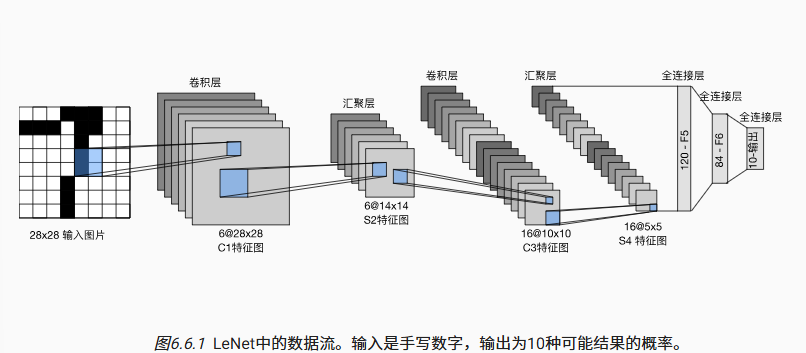 卷积层
汇聚层
卷积层
汇聚层
全连接层
全连接层
全连接层
120 - F5
84 - F6
10-输出
28x28 输入图片
6@28x28
C1特征图
6@14x14
S2特征图
16@10x10
C3特征图
16@5x5
S4 特征图
图6.6.1 LeNet中的数据流。输入是手写数字，输出为10种可能结果的概率。